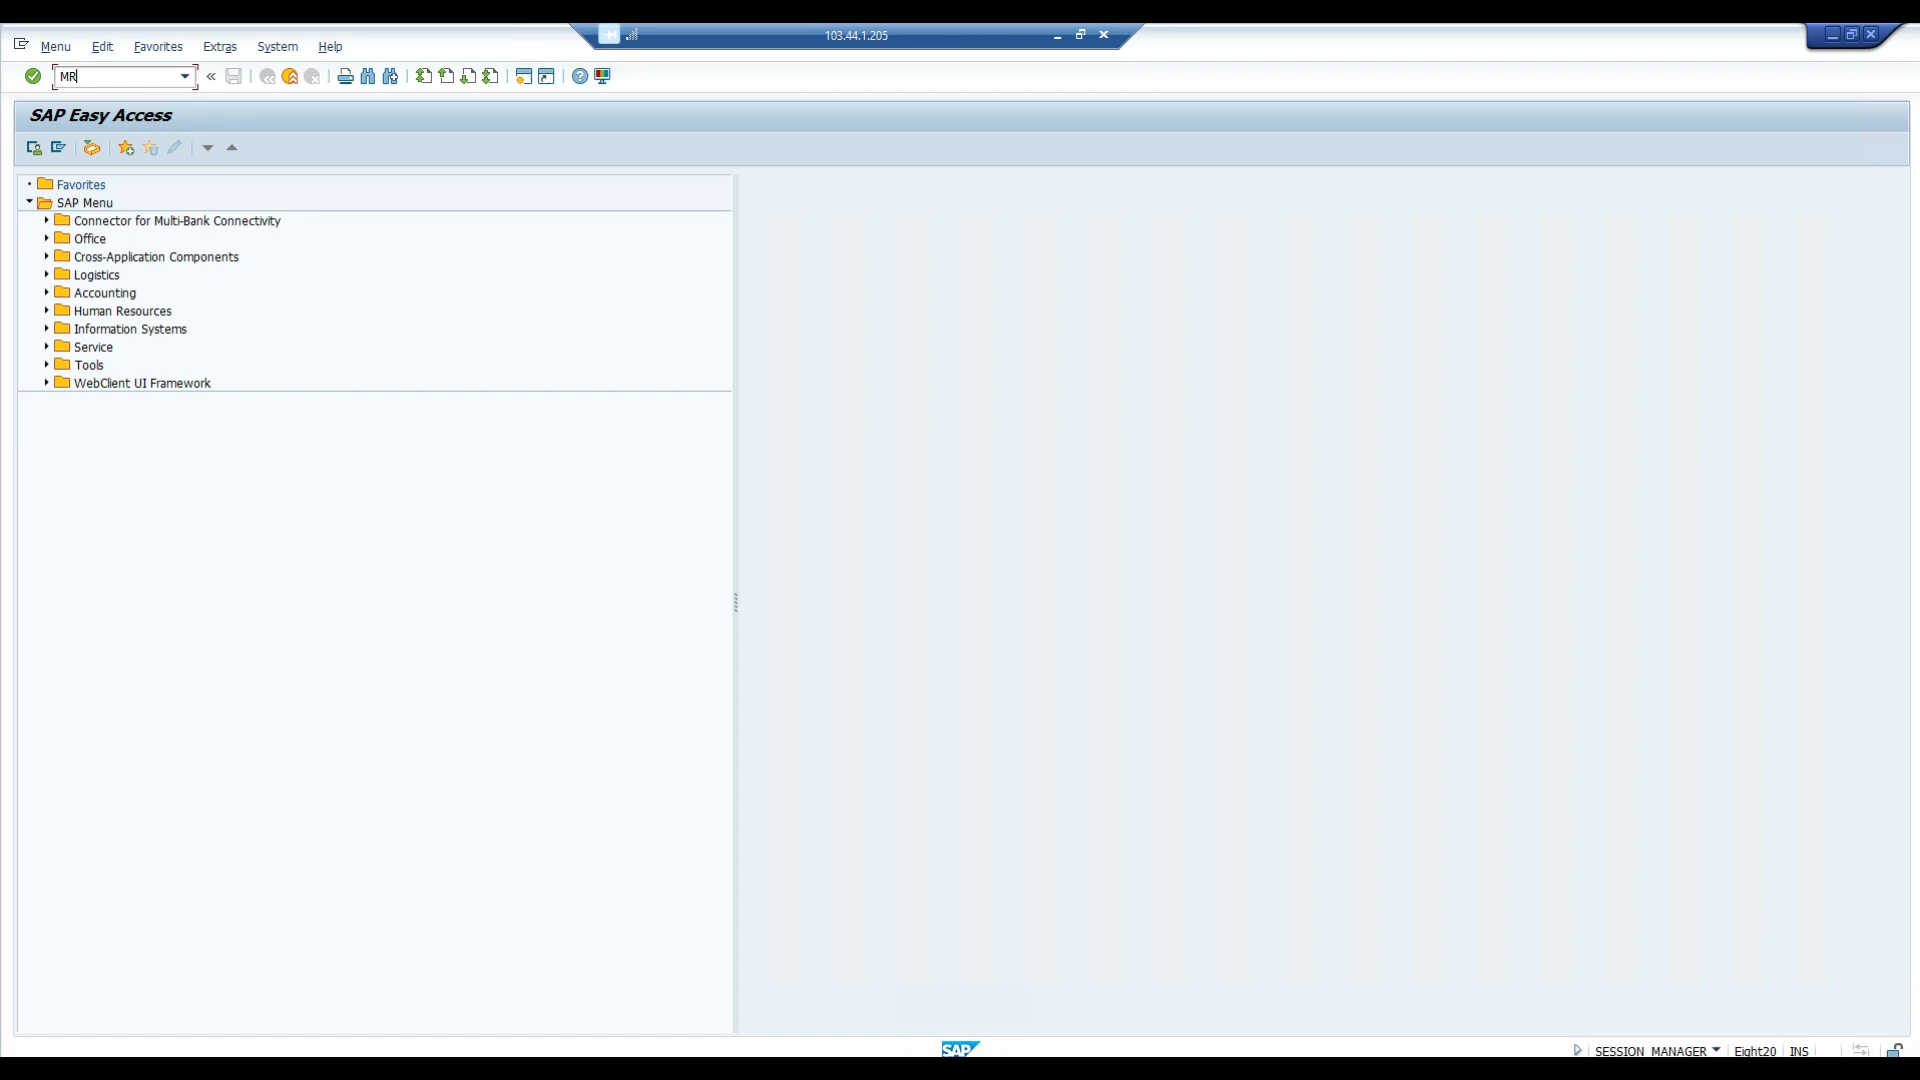 103.44.1.205
Menu Edit Favorites Extras System Help
MR
SAP Easy Access
Favorites
SAP Menu
Connector for Multi-Bank Connectivity
Office
Cross-Application Components
Logistics
Accounting
Human Resources
Information Systems
Service
Tools
WebClient UI Framework
SAP
SESSION_MANAGER Eight20 INS